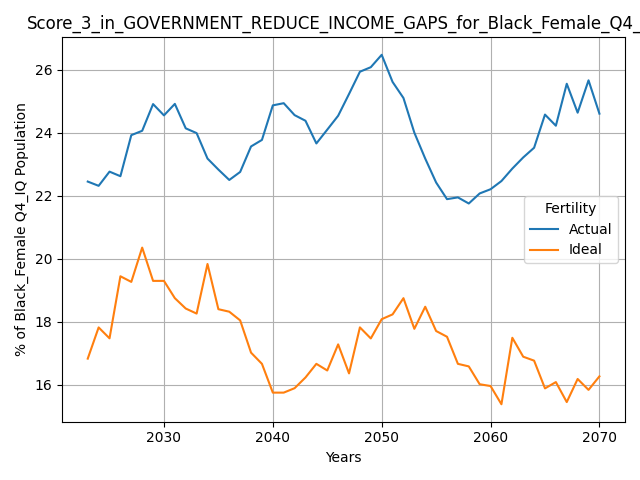 Score_3_in_GOVERNMENT_REDUCE_INCOME_GAPS_for_Black_Female_Q4_
% of Black_Female Q4_IQ Population
26
24
22
20
18
16
Fertility
Actual
Ideal
2030 2040 2050 2060 2070
Years